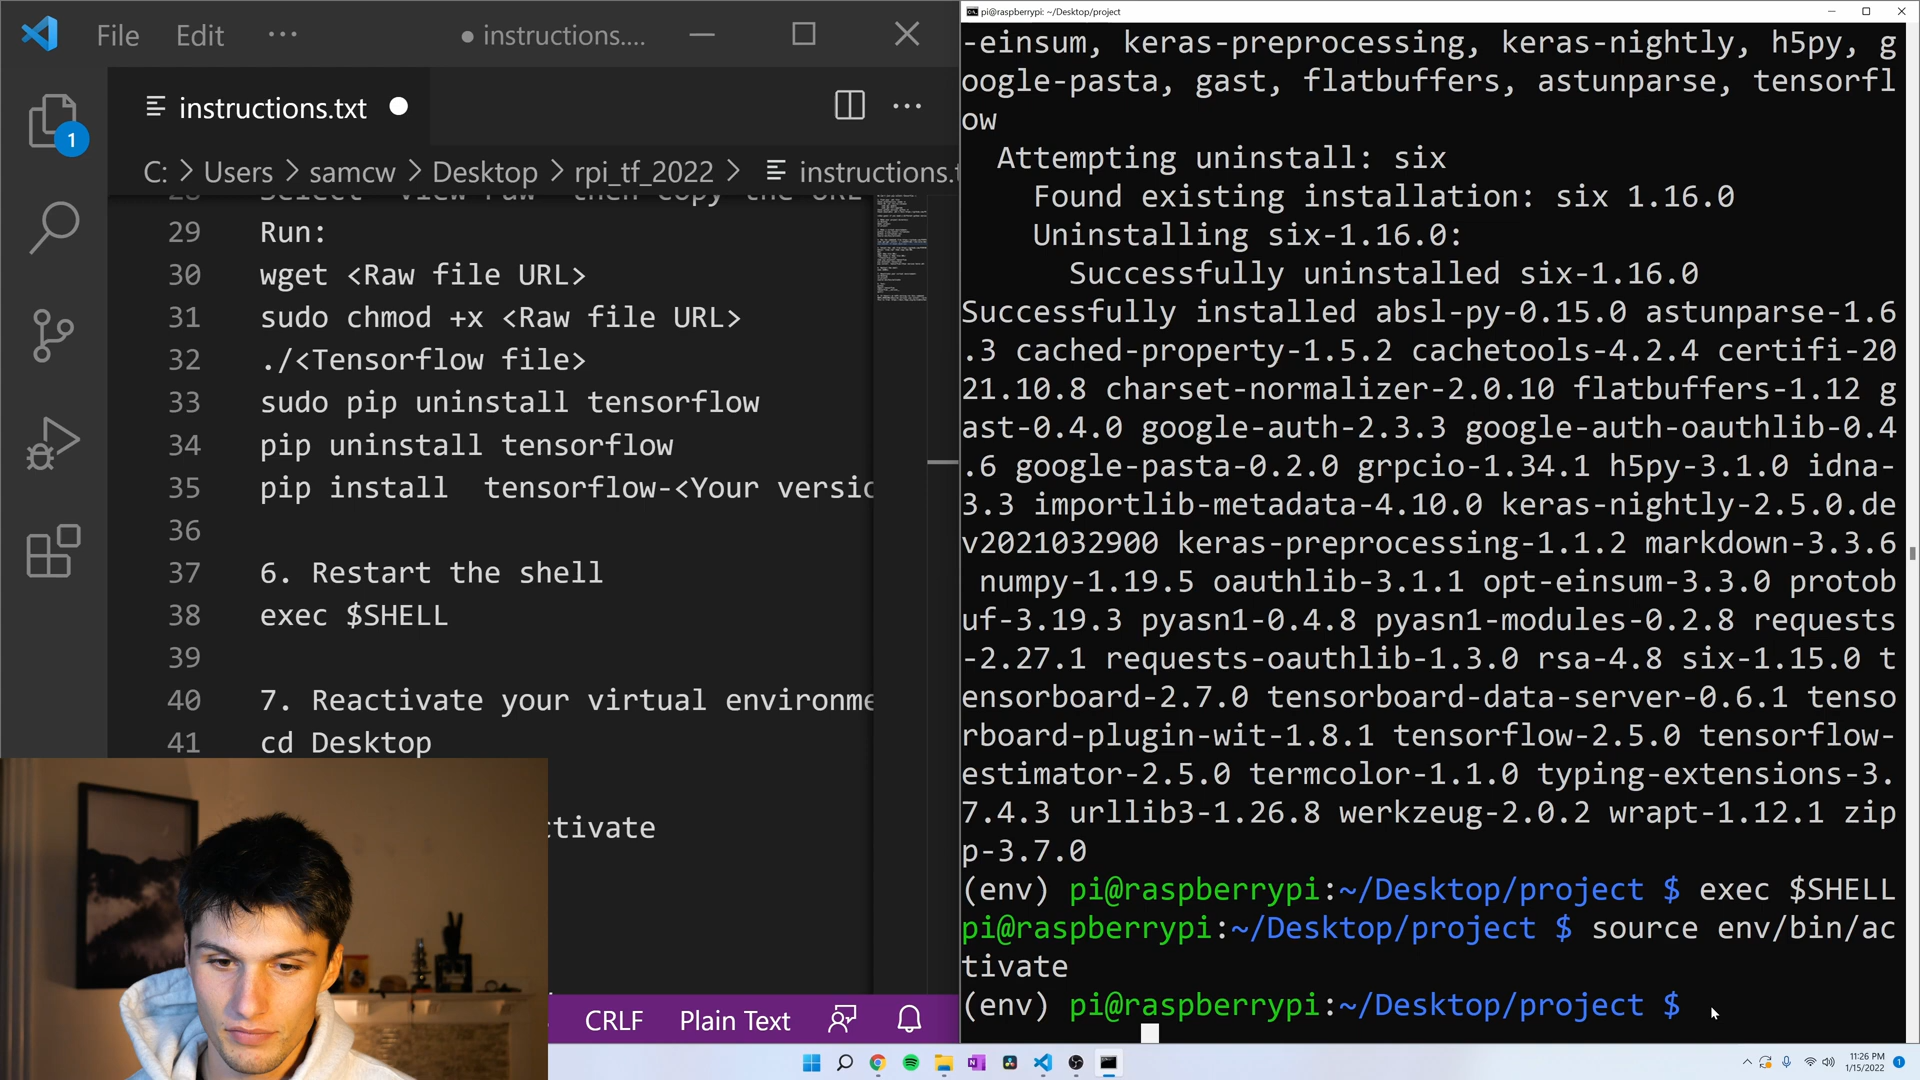 File Edit ...
instructions....
1
instructions.txt
C: > Users > samcw > Desktop > rpi_tf_2022 >
instructions.t
29 Run:
30 wget <Raw file URL>
31 sudo chmod +x <Raw file URL>
32 ./<Tensorflow file>
33 sudo pip uninstall tensorflow
34 pip uninstall tensorflow
35 pip install  tensorflow-<Your versio
36
37 6. Restart the shell
38 exec $SHELL
39
40 7. Reactivate your virtual environme
41 cd Desktop
ctivate
CRLF Plain Text
pi@raspberrypi: ~/Desktop/project
-einsum, keras-preprocessing, keras-nightly, h5py, g
oogle-pasta, gast, flatbuffers, astunparse, tensorfl
ow
Attempting uninstall: six
Found existing installation: six 1.16.0
Uninstalling six-1.16.0:
Successfully uninstalled six-1.16.0
Successfully installed absl-py-0.15.0 astunparse-1.6
.3 cached-property-1.5.2 cachetools-4.2.4 certifi-20
21.10.8 charset-normalizer-2.0.10 flatbuffers-1.12 g
ast-0.4.0 google-auth-2.3.3 google-auth-oauthlib-0.4
.6 google-pasta-0.2.0 grpcio-1.34.1 h5py-3.1.0 idna-
3.3 importlib-metadata-4.10.0 keras-nightly-2.5.0.de
v2021032900 keras-preprocessing-1.1.2 markdown-3.3.6
numpy-1.19.5 oauthlib-3.1.1 opt-einsum-3.3.0 protob
uf-3.19.3 pyasn1-0.4.8 pyasn1-modules-0.2.8 requests
-2.27.1 requests-oauthlib-1.3.0 rsa-4.8 six-1.15.0 t
ensorboard-2.7.0 tensorboard-data-server-0.6.1 tenso
rboard-plugin-wit-1.8.1 tensorflow-2.5.0 tensorflow-
estimator-2.5.0 termcolor-1.1.0 typing-extensions-3.
7.4.3 urllib3-1.26.8 werkzeug-2.0.2 wrapt-1.12.1 zip
p-3.7.0
(env) pi@raspberrypi:~/Desktop/project $ exec $SHELL
pi@raspberrypi:~/Desktop/project $ source env/bin/ac
tivate
(env) pi@raspberrypi:~/Desktop/project $
11:26 PM
1/15/2022
1